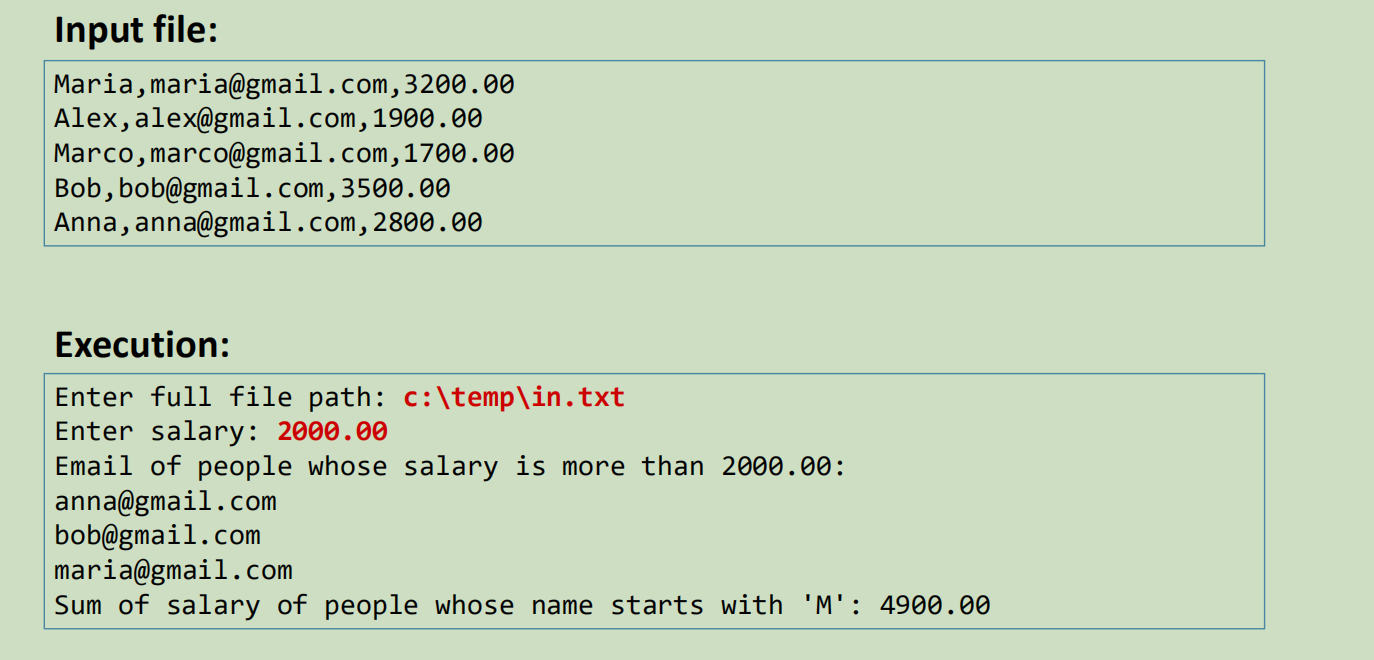 Input file:
Maria,maria@gmail.com,3200.00
Alex,alex@gmail.com,1900.00
Marco,marco@gmail.com,1700.00
Bob,bob@gmail.com,3500.00
Anna,anna@gmail.com,2800.00
Execution:
Enter full file path: c:\temp\in.txt
Enter salary: 2000.00
Email of people whose salary is more than 2000.00:
anna@gmail.com
bob@gmail.com
maria@gmail.com
Sum of salary of people whose name starts with 'M': 4900.00